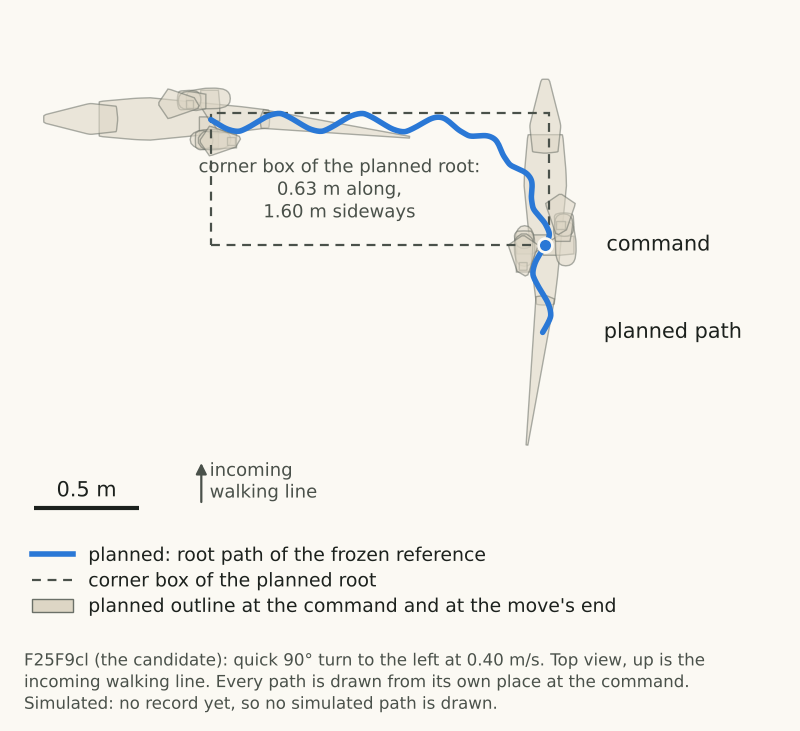 corner box of the planned root:
0.63 m along,
1.60 m sideways
command
planned path
0.5 m
incoming
walking line
planned: root path of the frozen reference
corner box of the planned root
planned outline at the command and at the move's end
F25F9cl (the candidate): quick 90° turn to the left at 0.40 m/s. Top view, up is the
incoming walking line. Every path is drawn from its own place at the command.
Simulated: no record yet, so no simulated path is drawn.